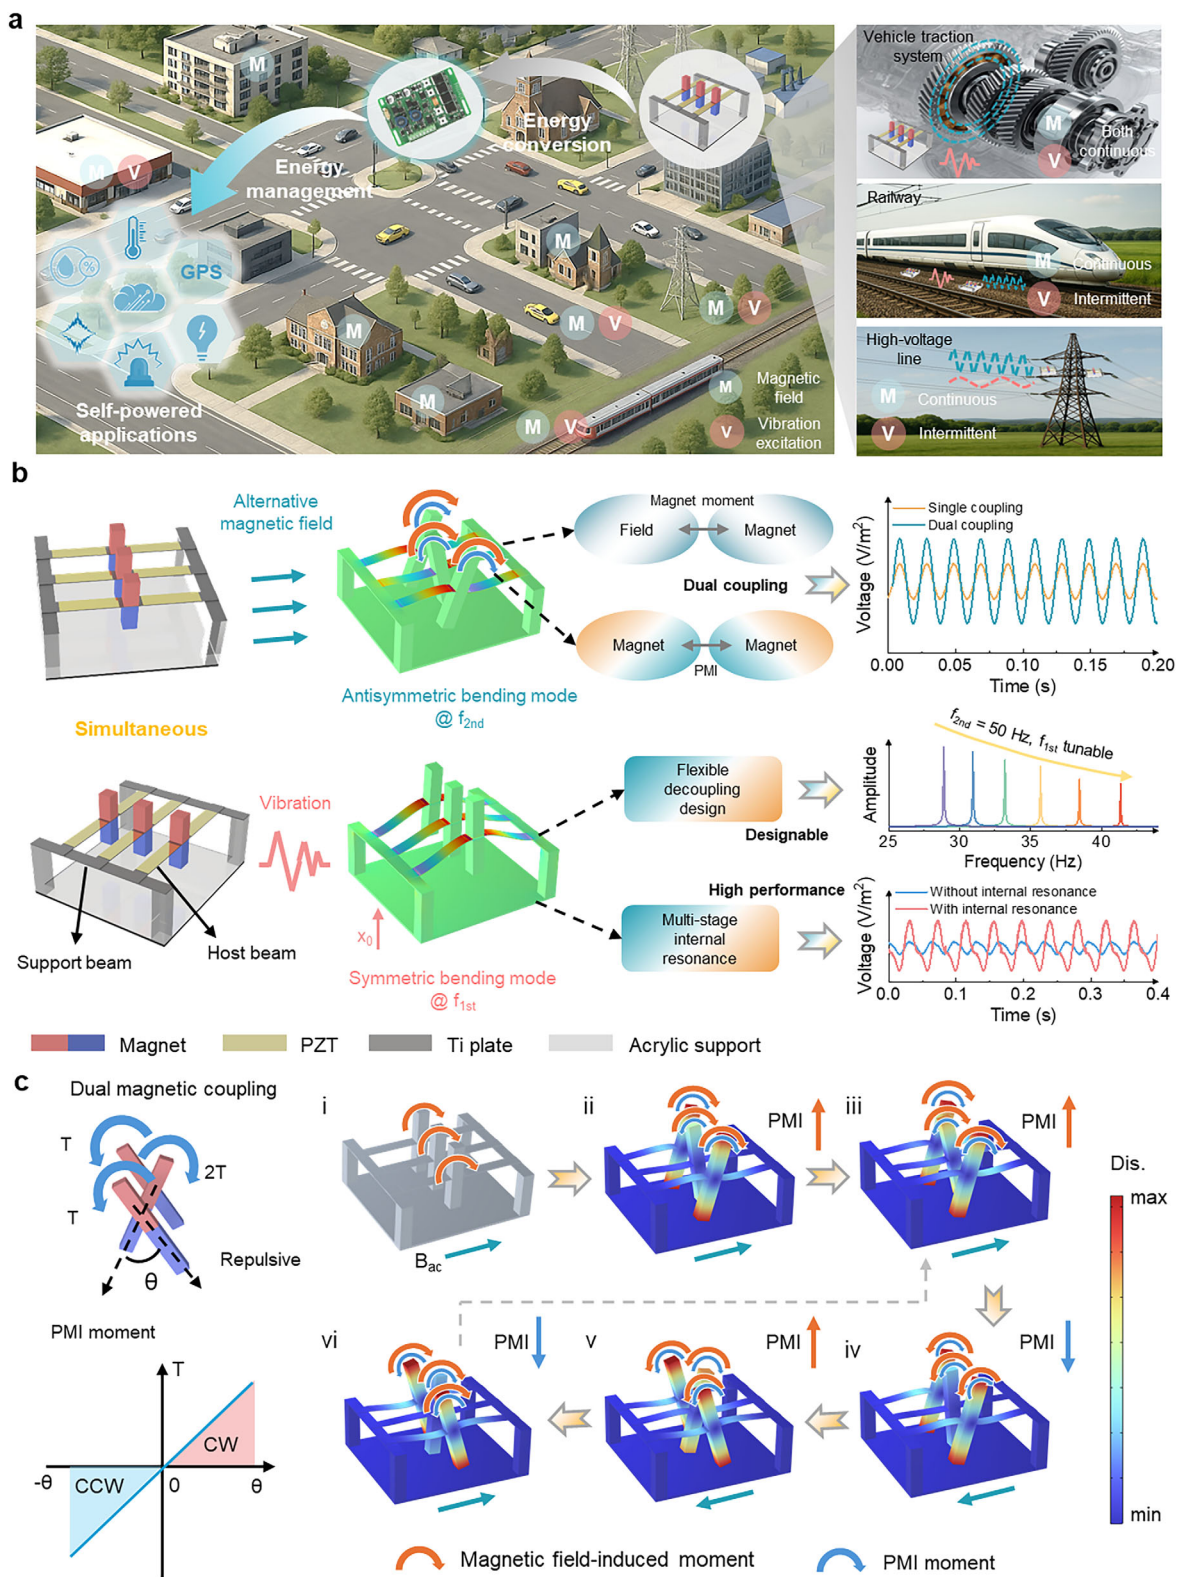 a
M
Energy
conversion
Energy
management
M V
GPS
%
M
M V
M V
M
M
M V
Self-powered
applications
M Magnetic
field
V Vibration
excitation
Vehicle traction
system
M
V
Both
continuous
Railway
M Continuous
V Intermittent
High-voltage
line
M Continuous
V Intermittent
b
Alternative
magnetic field
Antisymmetric bending mode
@ f2nd
Magnet moment
Field Magnet
Dual coupling
Magnet Magnet
PMI
Voltage (V/m²)
Single coupling
Dual coupling
0.00 0.05 0.10 0.15 0.20
Time (s)
Simultaneous
Vibration
Support beam
Host beam
x0
Symmetric bending mode
@ f1st
Flexible
decoupling
design
Designable
High performance
Multi-stage
internal
resonance
f2nd = 50 Hz, f1st tunable
Amplitude
25 30 35 40
Frequency (Hz)
Voltage (V/m²)
Without internal resonance
With internal resonance
0.0 0.1 0.2 0.3 0.4
Time (s)
Magnet PZT Ti plate Acrylic support
c
Dual magnetic coupling
T
2T
T
Repulsive
θ
PMI moment
T
CW
-θ CCW 0 θ
i
Bac
ii
PMI
iii
PMI
iv
PMI
v
PMI
vi
PMI
Dis.
max
min
Magnetic field-induced moment
PMI moment